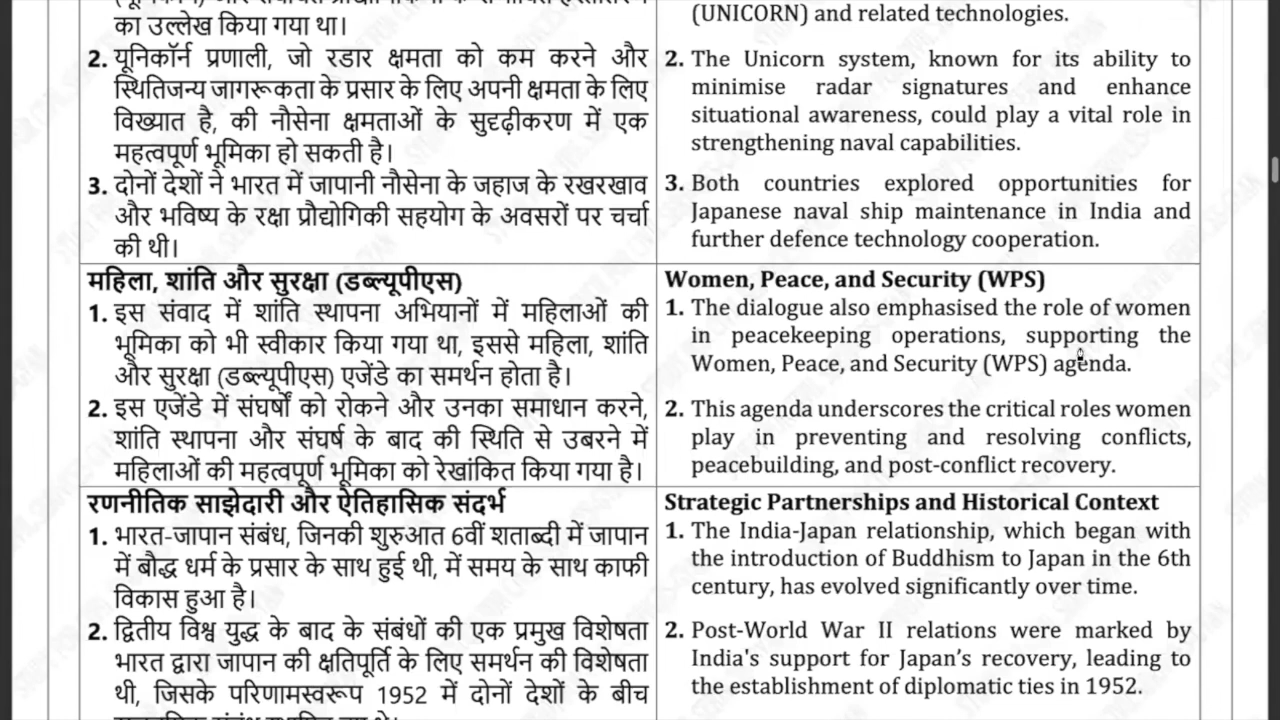 का उल्लेख किया गया था।
2. यूनिकॉर्न प्रणाली, जो रडार क्षमता को कम करने और
स्थितिजन्य जागरूकता के प्रसार के लिए अपनी क्षमता के लिए
विख्यात है, की नौसेना क्षमताओं के सुदृढ़ीकरण में एक
महत्वपूर्ण भूमिका हो सकती है।
3. दोनों देशों ने भारत में जापानी नौसेना के जहाज के रखरखाव
और भविष्य के रक्षा प्रौद्योगिकी सहयोग के अवसरों पर चर्चा
की थी।
(UNICORN) and related technologies.
2. The Unicorn system, known for its ability to
minimise radar signatures and enhance
situational awareness, could play a vital role in
strengthening naval capabilities.
3. Both countries explored opportunities for
Japanese naval ship maintenance in India and
further defence technology cooperation.
महिला, शांति और सुरक्षा (डब्ल्यूपीएस)
1. इस संवाद में शांति स्थापना अभियानों में महिलाओं की
भूमिका को भी स्वीकार किया गया था, इससे महिला, शांति
और सुरक्षा (डब्ल्यूपीएस) एजेंडे का समर्थन होता है।
2. इस एजेंडे में संघर्षों को रोकने और उनका समाधान करने,
शांति स्थापना और संघर्ष के बाद की स्थिति से उबरने में
महिलाओं की महत्वपूर्ण भूमिका को रेखांकित किया गया है।
Women, Peace, and Security (WPS)
1. The dialogue also emphasised the role of women
in peacekeeping operations, supporting the
Women, Peace, and Security (WPS) agenda.
2. This agenda underscores the critical roles women
play in preventing and resolving conflicts,
peacebuilding, and post-conflict recovery.
रणनीतिक साझेदारी और ऐतिहासिक संदर्भ
1. भारत-जापान संबंध, जिनकी शुरुआत 6वीं शताब्दी में जापान
में बौद्ध धर्म के प्रसार के साथ हुई थी, में समय के साथ काफी
विकास हुआ है।
2. द्वितीय विश्व युद्ध के बाद के संबंधों की एक प्रमुख विशेषता
भारत द्वारा जापान की क्षतिपूर्ति के लिए समर्थन की विशेषता
थी, जिसके परिणामस्वरूप 1952 में दोनों देशों के बीच
Strategic Partnerships and Historical Context
1. The India-Japan relationship, which began with
the introduction of Buddhism to Japan in the 6th
century, has evolved significantly over time.
2. Post-World War II relations were marked by
India's support for Japan’s recovery, leading to
the establishment of diplomatic ties in 1952.